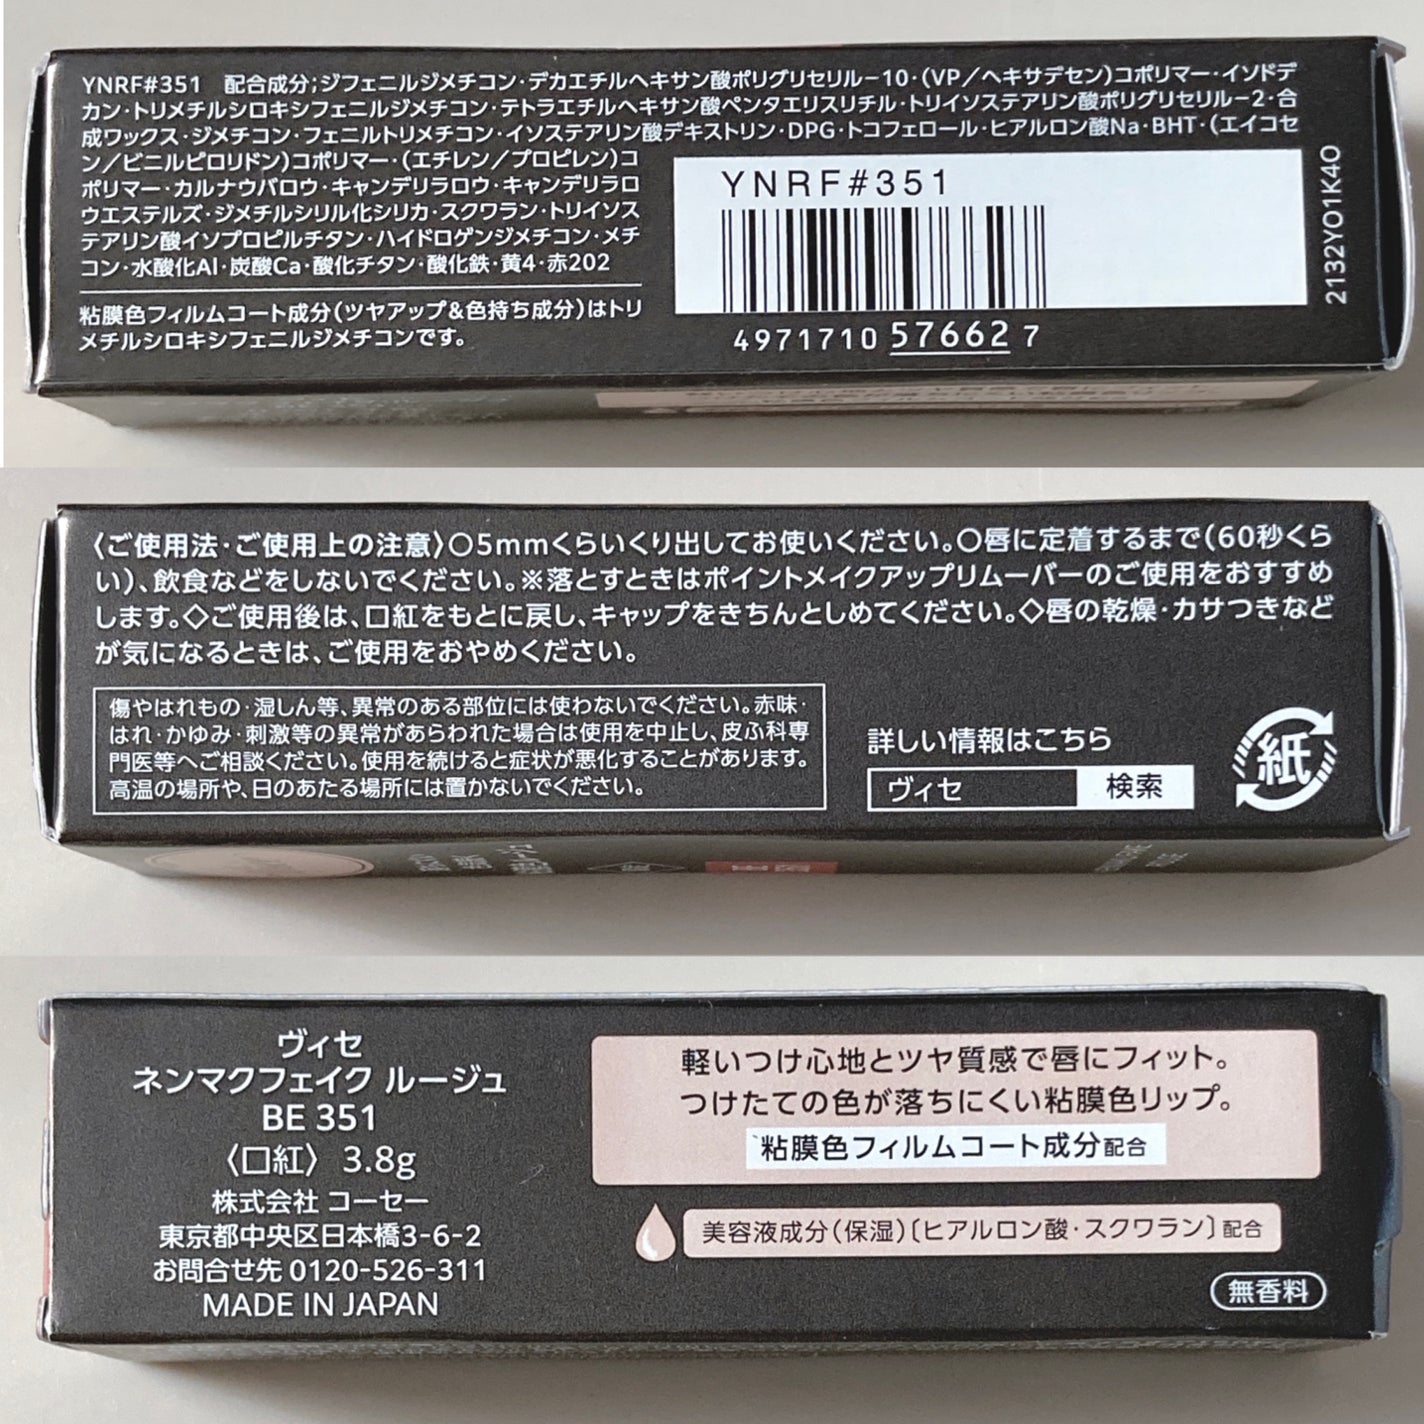 YNRF#351 配合成分;ジフェニルジメチコン・デカエチルヘキサン酸ポリグリセリル-10・(VP/ヘキサデセン)コポリマー・イソドデ
カン・トリメチルシロキシフェニルジメチコン・テトラエチルヘキサン酸ペンタエリスリチル・トリイソステアリン酸ポリグリセリル-2・合
成ワックス・ジメチコン・フェニルトリメチコン・イソステアリン酸デキストリン・DPG・トコフェロール・ヒアルロン酸Na・BHT・(エイコセ
ン/ビニルピロリドン)コポリマー・(エチレン/プロピレン)コ
ポリマー・カルナウバロウ・キャンデリラロウ・キャンデリラロ
ウエステルズ・ジメチルシリル化シリカ・スクワラン・トリイソス
テアリン酸イソプロピルチタン・ハイドロゲンジメチコン・メチ
コン・水酸化Al・炭酸Ca・酸化チタン・酸化鉄・黄4・赤202
粘膜色フィルムコート成分(ツヤアップ&色持ち成分)はトリ
メチルシロキシフェニルジメチコンです。
YNRF#351
4971710 57662 7
2132YO1K4O
〈ご使用法・ご使用上の注意〉○5mmくらいくり出してお使いください。○唇に定着するまで(60秒くら
い)、飲食などをしないでください。※落とすときはポイントメイクアップリムーバーのご使用をおすすめ
します。◇ご使用後は、口紅をもとに戻し、キャップをきちんとしめてください。◇唇の乾燥・カサつきなど
が気になるときは、ご使用をおやめください。
傷やはれもの・湿しん等、異常のある部位には使わないでください。赤味・
はれ・かゆみ・刺激等の異常があらわれた場合は使用を中止し、皮ふ科専
門医等へご相談ください。使用を続けると症状が悪化することがあります。
高温の場所や、日のあたる場所には置かないでください。
詳しい情報はこちら
ヴィセ 検索
紙
ヴィセ
ネンマクフェイク ルージュ
BE 351
〈口紅〉 3.8g
株式会社 コーセー
東京都中央区日本橋3-6-2
お問合せ先 0120-526-311
MADE IN JAPAN
軽いつけ心地とツヤ質感で唇にフィット。
つけたての色が落ちにくい粘膜色リップ。
粘膜色フィルムコート成分配合
美容液成分(保湿)〔ヒアルロン酸・スクワラン〕配合
無香料